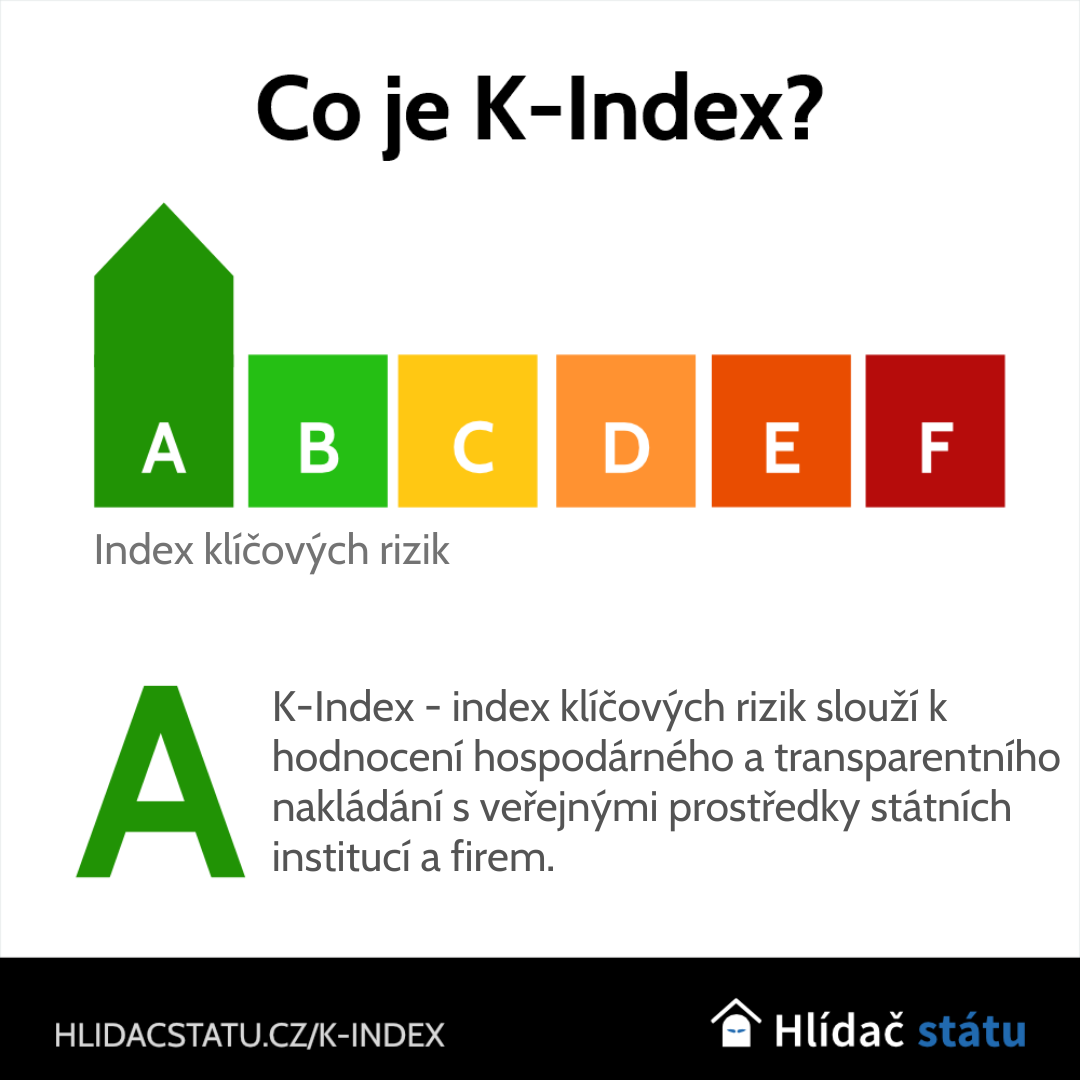 Co je K-Index?
A B C D E F
Index klíčových rizik
A
K-Index - index klíčových rizik slouží k
hodnocení hospodárného a transparentního
nakládání s veřejnými prostředky státních
institucí a firem.
HLIDACSTATU.CZ/K-INDEX
Hlídač státu